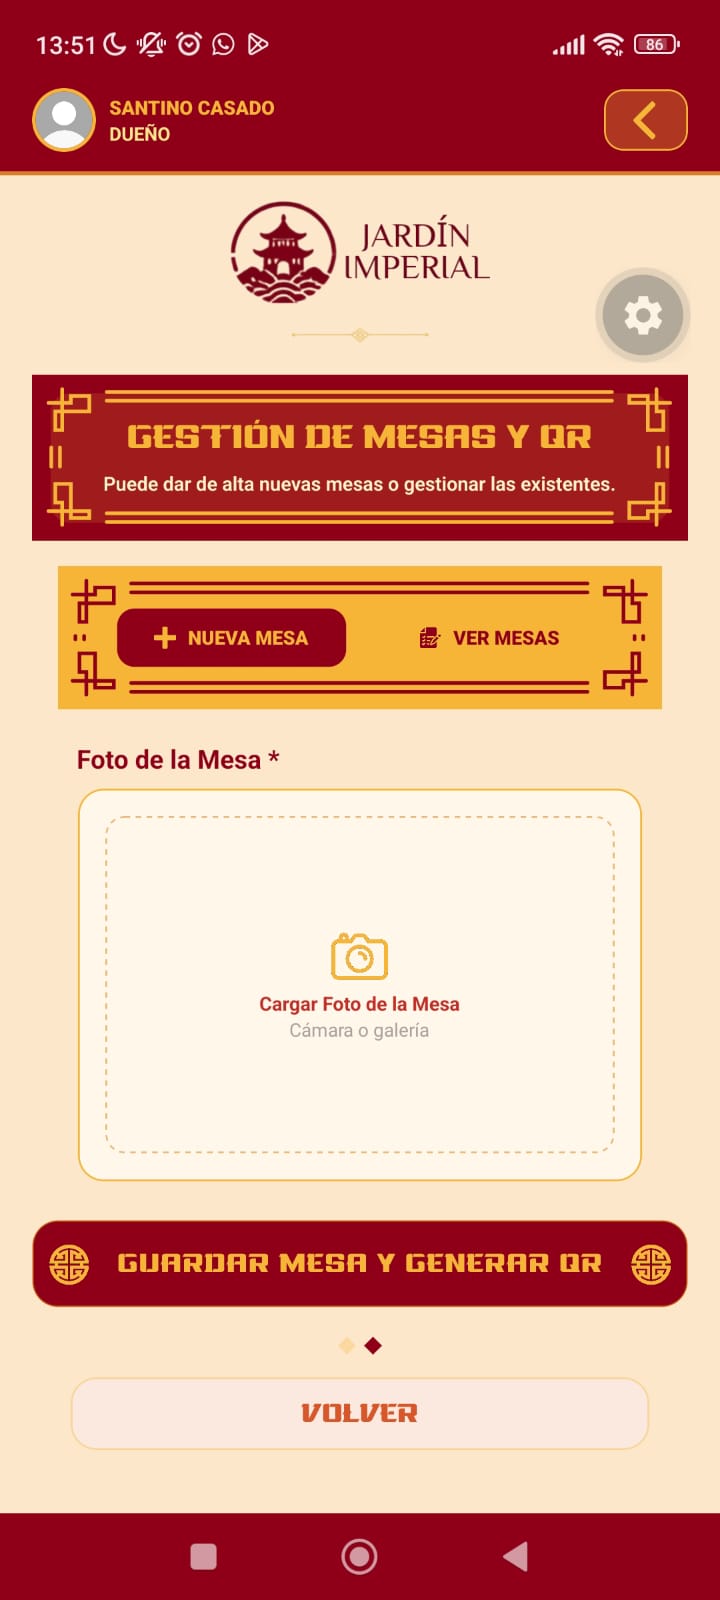 13:51
86
SANTINO CASADO
DUEÑO
JARDÍN
IMPERIAL
GESTIÓN DE MESAS Y QR
Puede dar de alta nuevas mesas o gestionar las existentes.
NUEVA MESA
VER MESAS
Foto de la Mesa *
Cargar Foto de la Mesa
Cámara o galería
GUARDAR MESA Y GENERAR QR
VOLVER